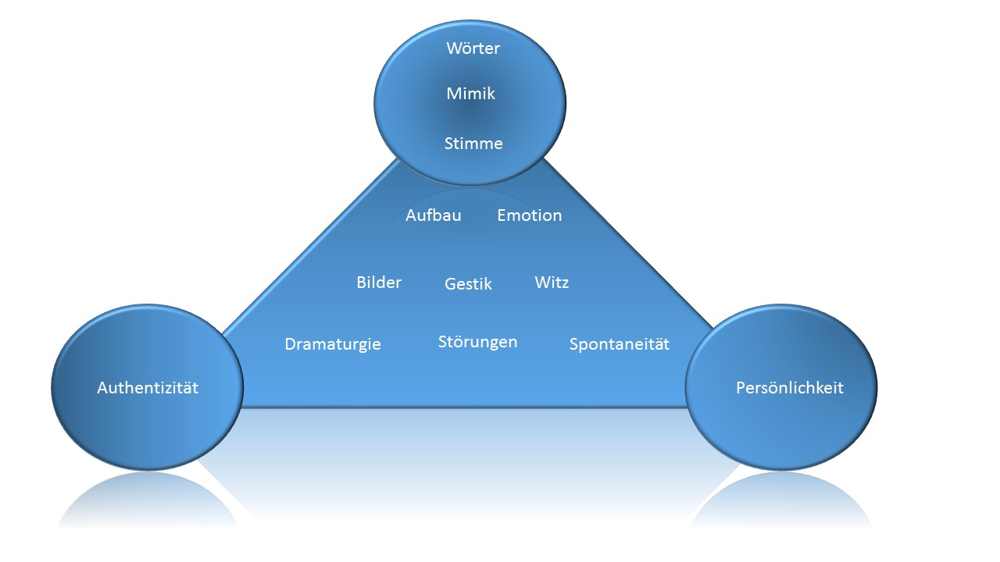 Wörter
Mimik
Stimme
Aufbau Emotion
Bilder Gestik Witz
Dramaturgie Störungen Spontaneität
Authentizität Persönlichkeit